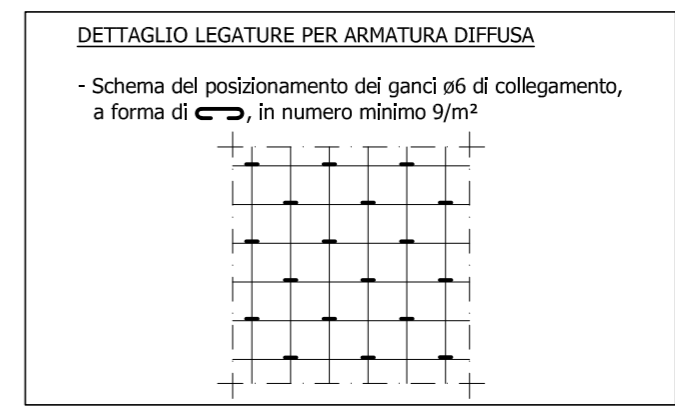 DETTAGLIO LEGATURE PER ARMATURA DIFFUSA
- Schema del posizionamento dei ganci ø6 di collegamento,
a forma di , in numero minimo 9/m²